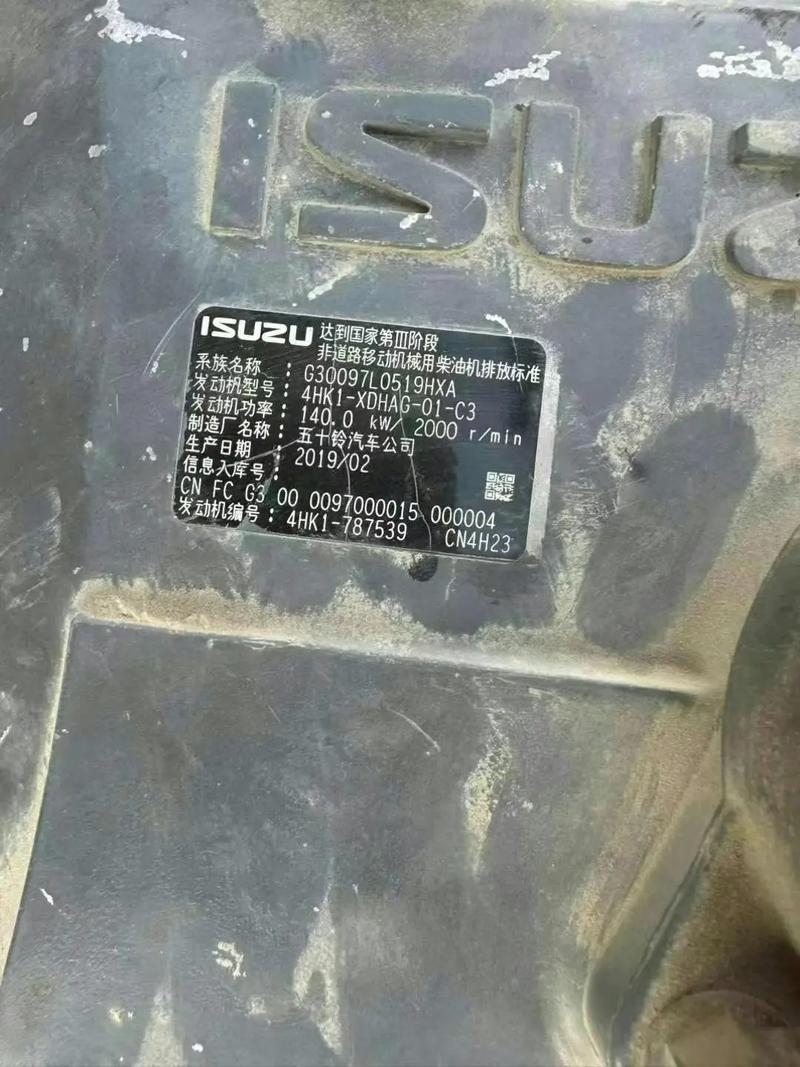 ISUZ
ISUZU 达到国家第Ⅲ阶段
非道路移动机械用柴油机排放标准
系族名称 : G30097L0519HXA
发动机型号 : 4HK1-XDHAG-01-C3
发动机功率 : 140.0 kW/ 2000 r/min
制造厂名称 : 五十铃汽车公司
生产日期 : 2019/02
信息入库号 :
CN FC G3 00 0097000015 000004
发动机编号 : 4HK1-787539 CN4H23